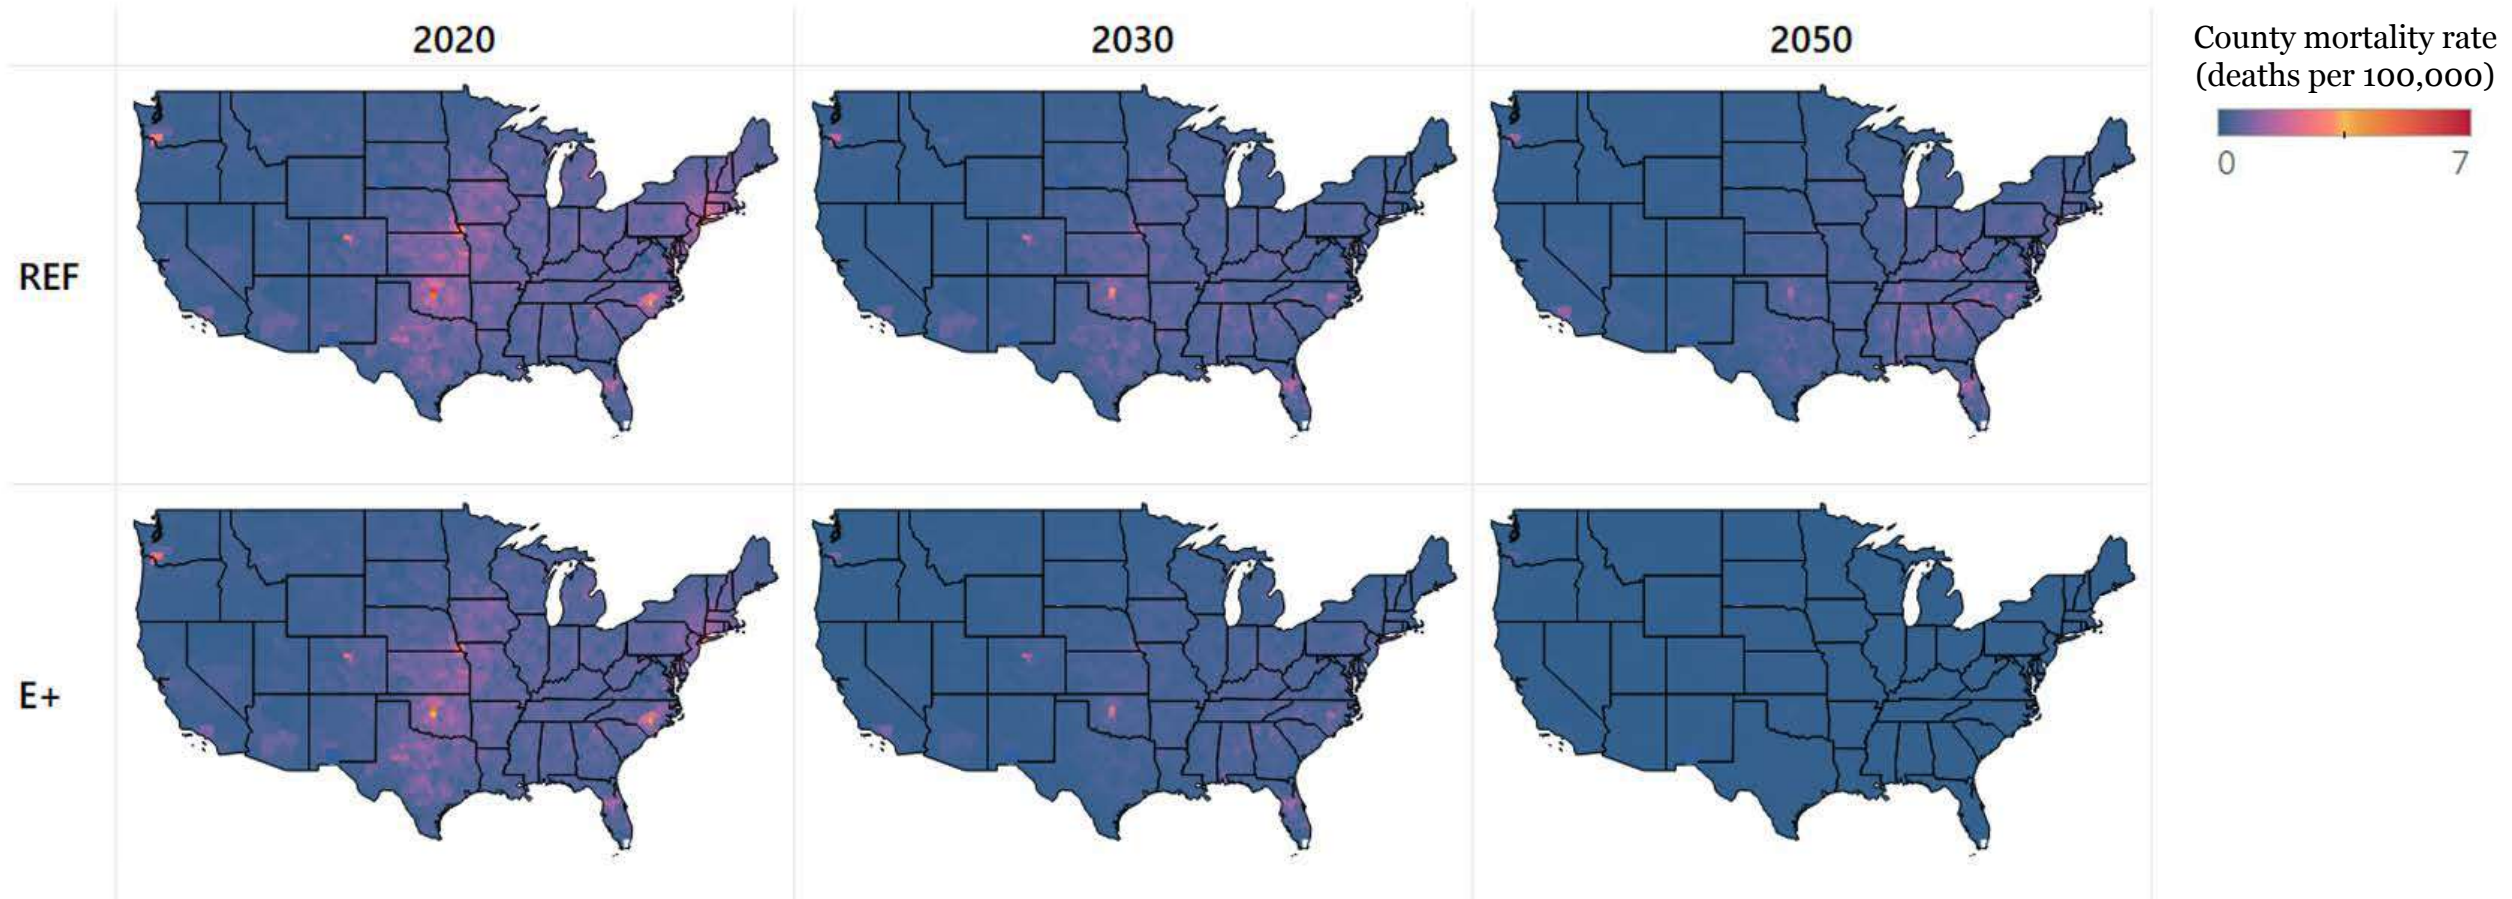 2020 2030 2050
County mortality rate
(deaths per 100,000)
0 7
REF
E+